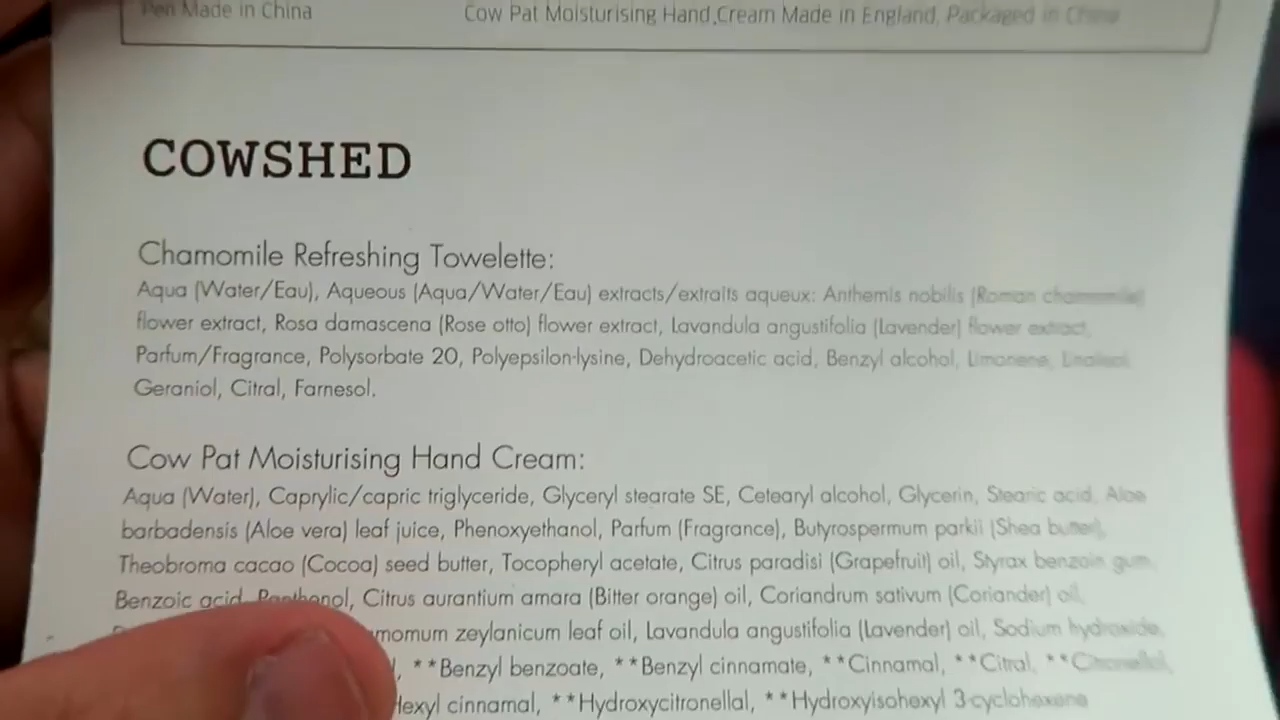 Pen Made in China
Cow Pat Moisturising Hand Cream Made in England, Packaged in China
COWSHED
Chamomile Refreshing Towelette:
Aqua (Water/Eau), Aqueous (Aqua/Water/Eau) extracts/extraits aqueux: Anthemis nobilis (Roman chamomile)
flower extract, Rosa damascena (Rose otto) flower extract, Lavandula angustifolia (Lavender) flower extract,
Parfum/Fragrance, Polysorbate 20, Polyepsilon-lysine, Dehydroacetic acid, Benzyl alcohol, Limonene, Linalool,
Geraniol, Citral, Farnesol.
Cow Pat Moisturising Hand Cream:
Aqua (Water), Caprylic/capric triglyceride, Glyceryl stearate SE, Cetearyl alcohol, Glycerin, Stearic acid, Aloe
barbadensis (Aloe vera) leaf juice, Phenoxyethanol, Parfum (Fragrance), Butyrospermum parkii (Shea butter),
Theobroma cacao (Cocoa) seed butter, Tocopheryl acetate, Citrus paradisi (Grapefruit) oil, Styrax benzoin gum,
Benzoic acid, Panthenol, Citrus aurantium amara (Bitter orange) oil, Coriandrum sativum (Coriander) oil,
zeylanicum leaf oil, Lavandula angustifolia (Lavender) oil, Sodium hydroxide,
**Benzyl benzoate, **Benzyl cinnamate, **Cinnamal, **Citral, **Citronellol,
Hexyl cinnamal, **Hydroxycitronellal, **Hydroxyisohexyl 3-cyclohexene